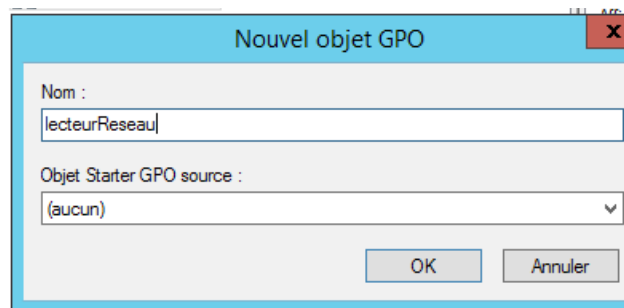 Nouvel objet GPO
x
Nom :
lecteurReseau
Objet Starter GPO source :
(aucun)
OK
Annuler